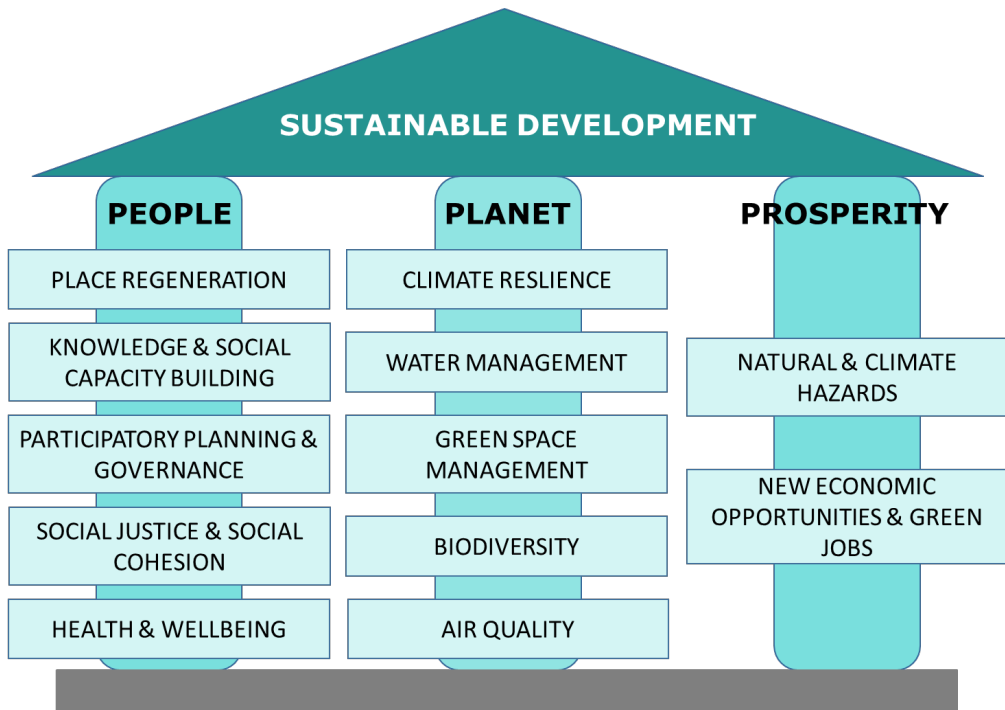 SUSTAINABLE DEVELOPMENT
PEOPLE
PLACE REGENERATION
KNOWLEDGE & SOCIAL
CAPACITY BUILDING
PARTICIPATORY PLANNING &
GOVERNANCE
SOCIAL JUSTICE & SOCIAL
COHESION
HEALTH & WELLBEING
PLANET
CLIMATE RESLIENCE
WATER MANAGEMENT
GREEN SPACE
MANAGEMENT
BIODIVERSITY
AIR QUALITY
PROSPERITY
NATURAL & CLIMATE
HAZARDS
NEW ECONOMIC
OPPORTUNITIES & GREEN
JOBS